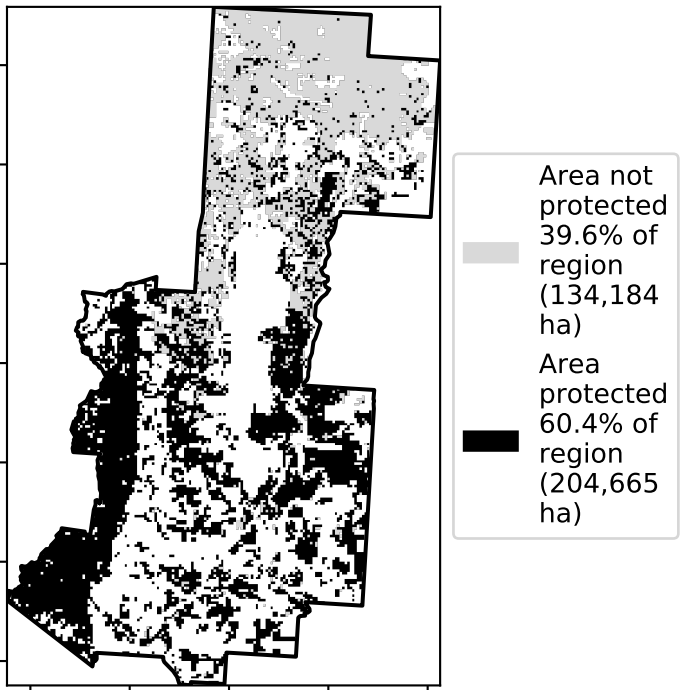 Area not
protected
39.6% of
region
(134,184
ha)
Area
protected
60.4% of
region
(204,665
ha)